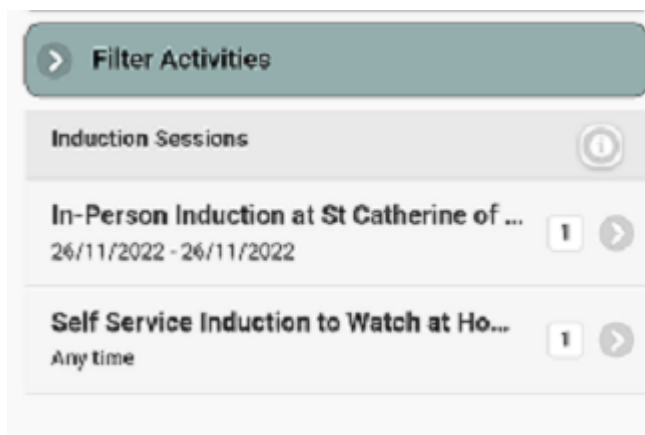 Filter Activities
Induction Sessions
In-Person Induction at St Catherine of ...
26/11/2022 - 26/11/2022
1
Self Service Induction to Watch at Ho...
Any time
1